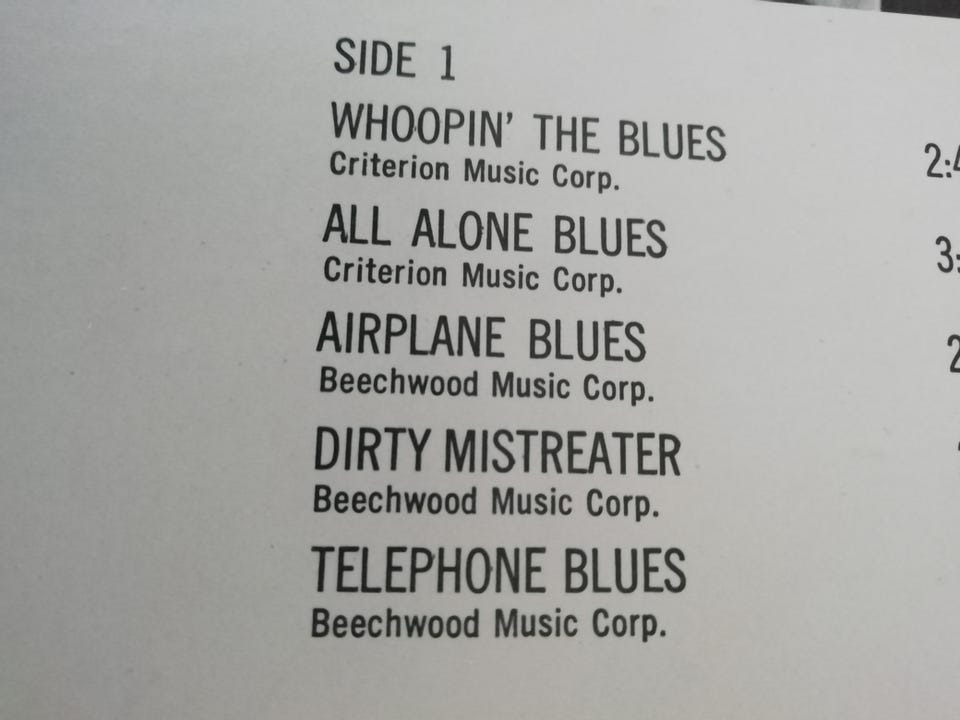 SIDE 1
WHOOPIN' THE BLUES
Criterion Music Corp.
ALL ALONE BLUES
Criterion Music Corp.
AIRPLANE BLUES
Beechwood Music Corp.
DIRTY MISTREATER
Beechwood Music Corp.
TELEPHONE BLUES
Beechwood Music Corp.